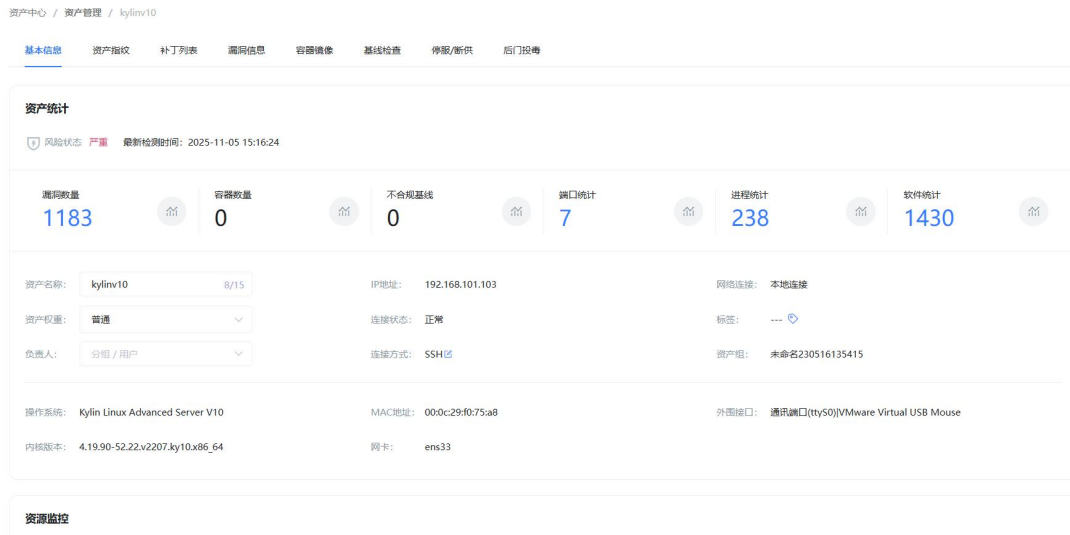 资产中心 / 资产管理 / kylinv10
基本信息 资产指纹 补丁列表 漏洞信息 容器镜像 基线检查 停服/断供 后门投毒
资产统计
风险状态 严重 最新检测时间：2025-11-05 15:16:24
漏洞数量 容器数量 不合规基线 端口统计 进程统计 软件统计
1183 0 0 7 238 1430
资产名称： kylinv10 8/15 IP地址： 192.168.101.103 网络连接： 本地连接
资产权重： 普通 连接状态： 正常 标签： ---
负责人： 分组 / 用户 连接方式： SSH 资产组： 未命名230516135415
操作系统： Kylin Linux Advanced Server V10 MAC地址： 00:0c:29:f0:75:a8 外围接口： 通讯端口(ttyS0)|VMware Virtual USB Mouse
内核版本： 4.19.90-52.22.v2207.ky10.x86_64 网卡： ens33
资源监控